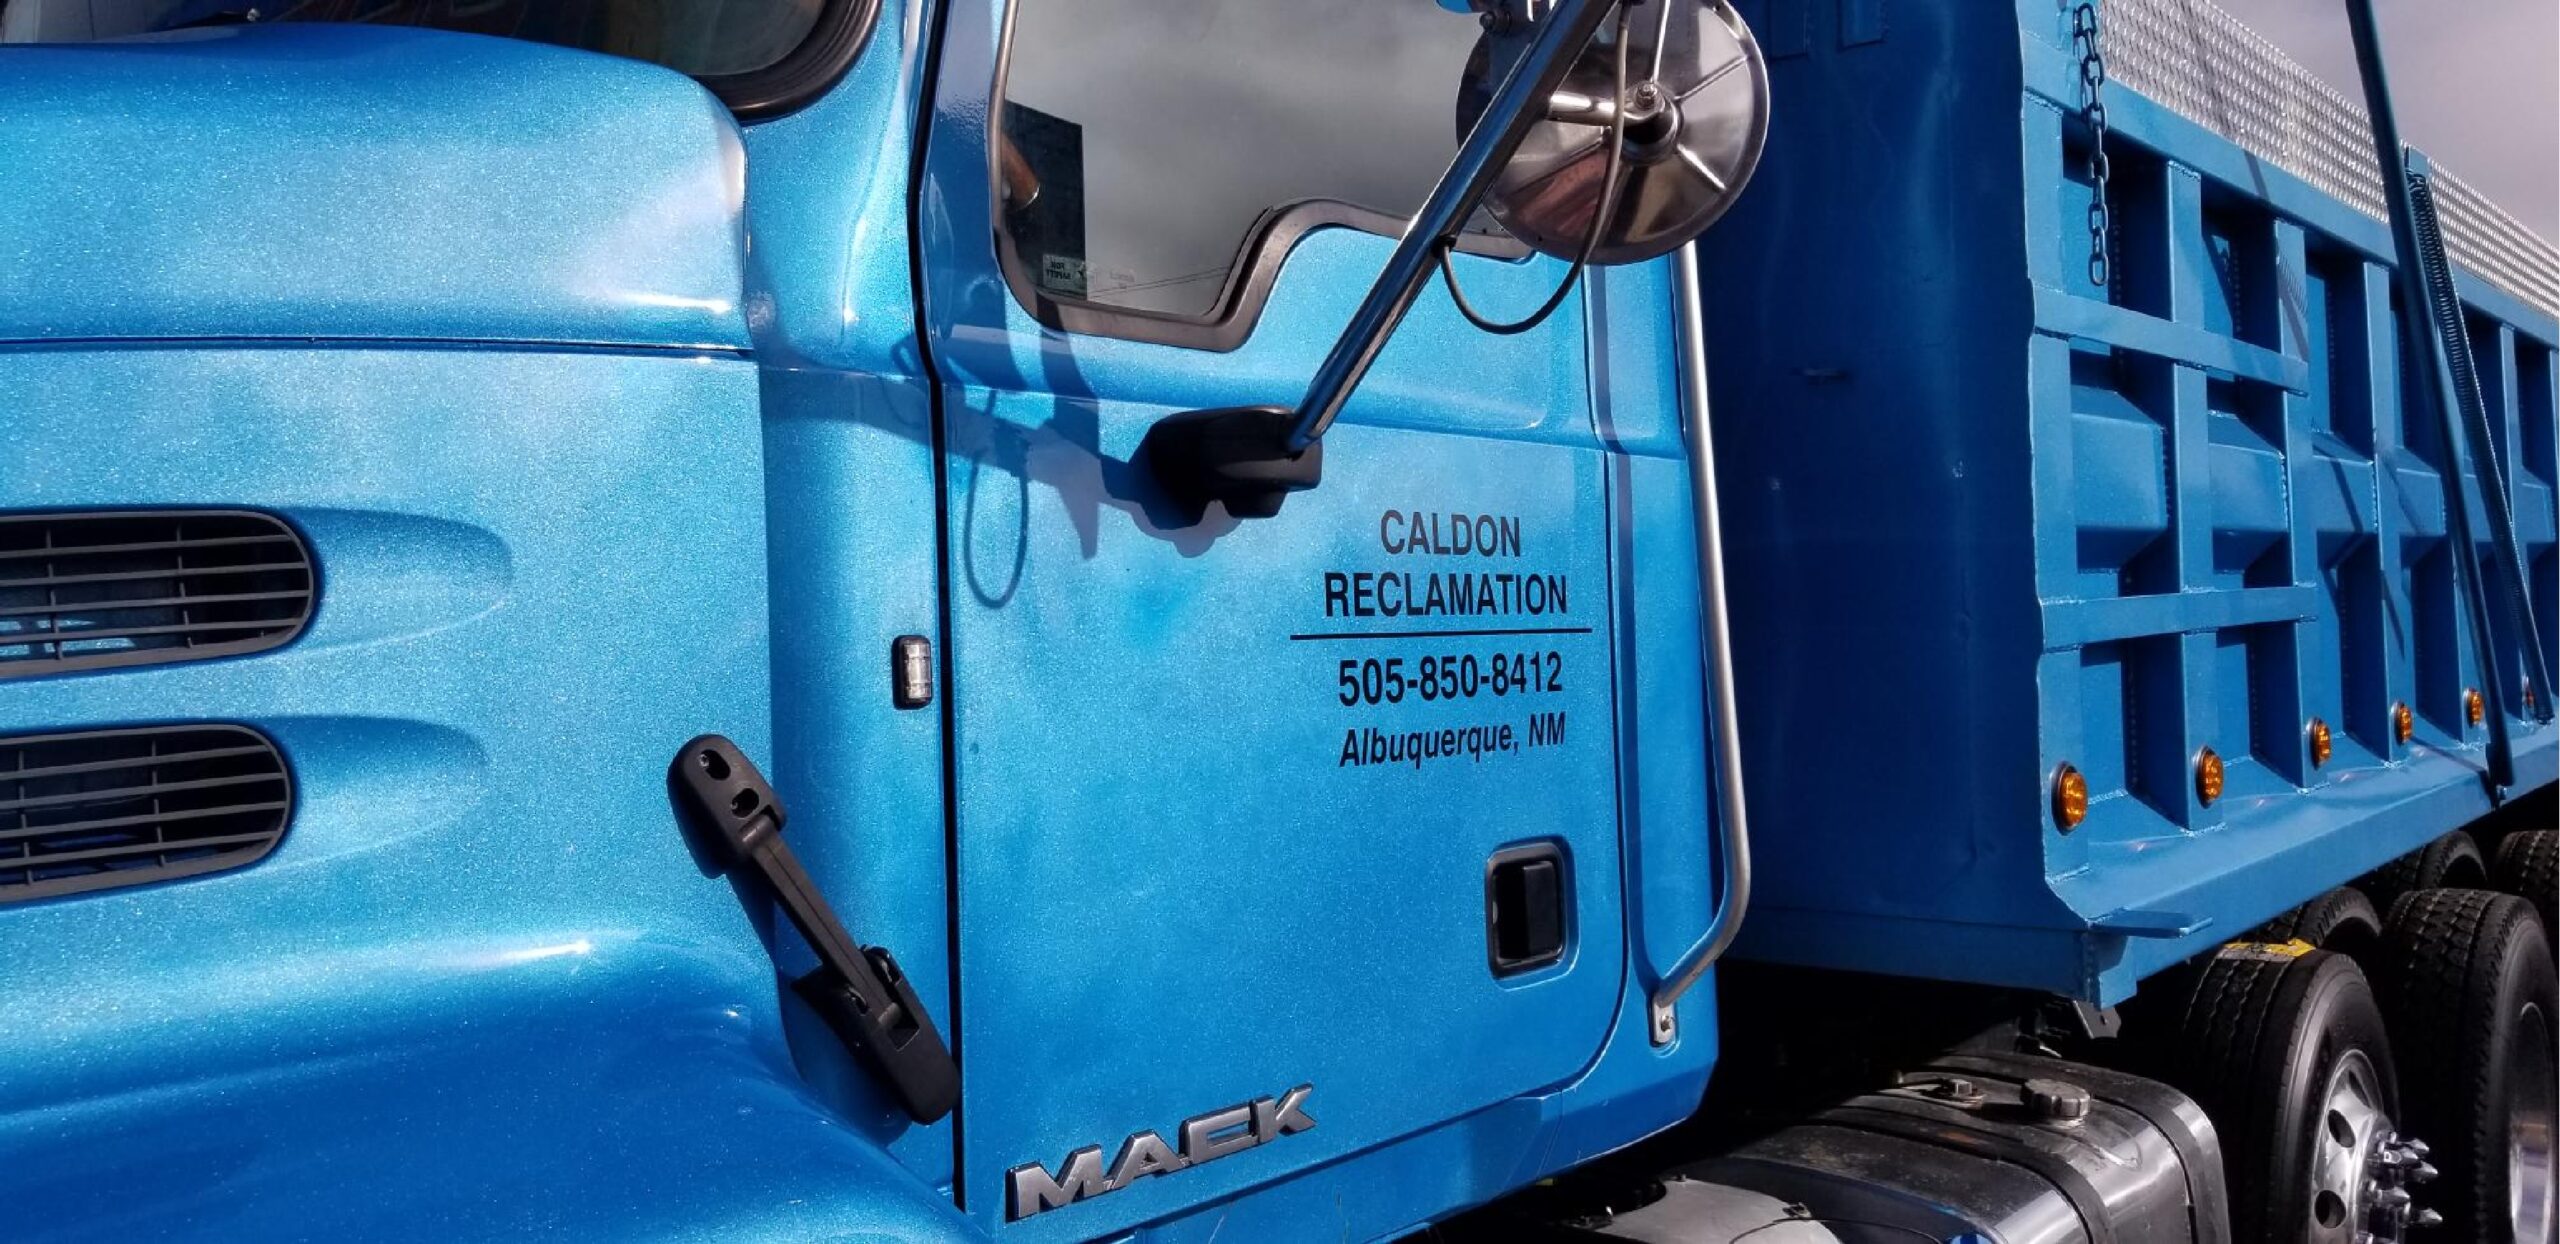 CALDON
RECLAMATION
505-850-8412
Albuquerque, NM
MACK